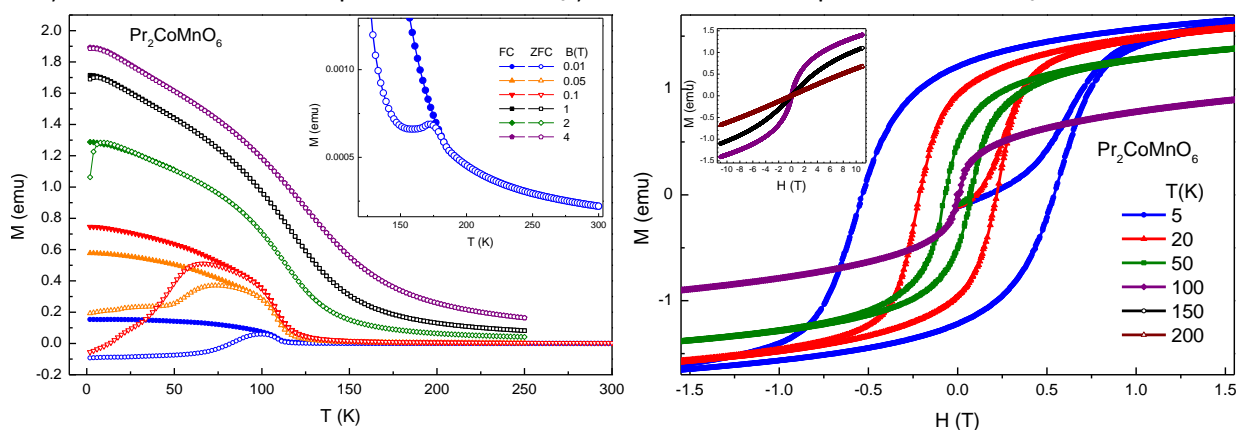 Pr₂CoMnO₆
FC ZFC B(T)
0.01
0.05
0.1
1
2
4
M (emu)
0.0010
0.0005
150 200 250 300
T (K)
2.0
1.8
1.6
1.4
1.2
1.0
0.8
0.6
0.4
0.2
0.0
M (emu)
0 50 100 150 200 250 300
T (K)
1.5
1.0
0.5
0.0
-0.5
-1.0
-1.5
M (emu)
-10 -8 -6 -4 -2 0 2 4 6 8 10
H (T)
Pr₂CoMnO₆
T(K)
5
20
50
100
150
200
1
0
-1
M (emu)
-1.5 -1.0 -0.5 0.0 0.5 1.0 1.5
H (T)